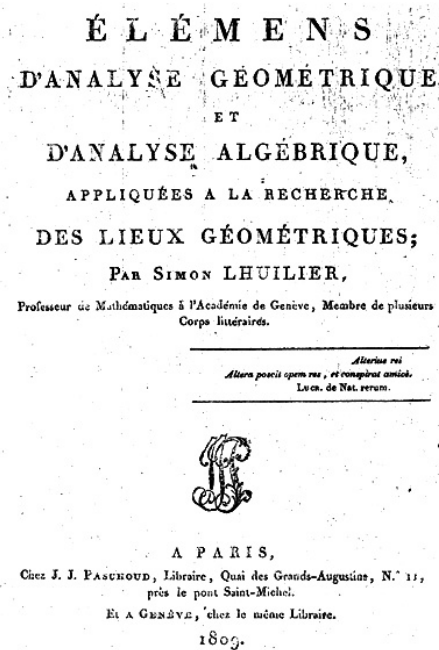 ÉLÉMENS
D'ANALYSE GÉOMÉTRIQUE
ET
D'ANALYSE ALGÉBRIQUE,
APPLIQUÉES A LA RECHERCHE
DES LIEUX GÉOMÉTRIQUES;
PAR SIMON LHUILIER,
Professeur de Mathématiques à l'Académie de Genève, Membre de plusieurs
Corps littéraires.
Alterius rei
Altera poscit opem res, et conspirat amicè.
LUCR. de Nat. rerum.
A PARIS,
Chez J. J. PASCHOUD, Libraire, Quai des Grands-Augustins, N.° 11,
près le pont Saint-Michel.
Et A GENÈVE, chez le même Libraire.
1809.